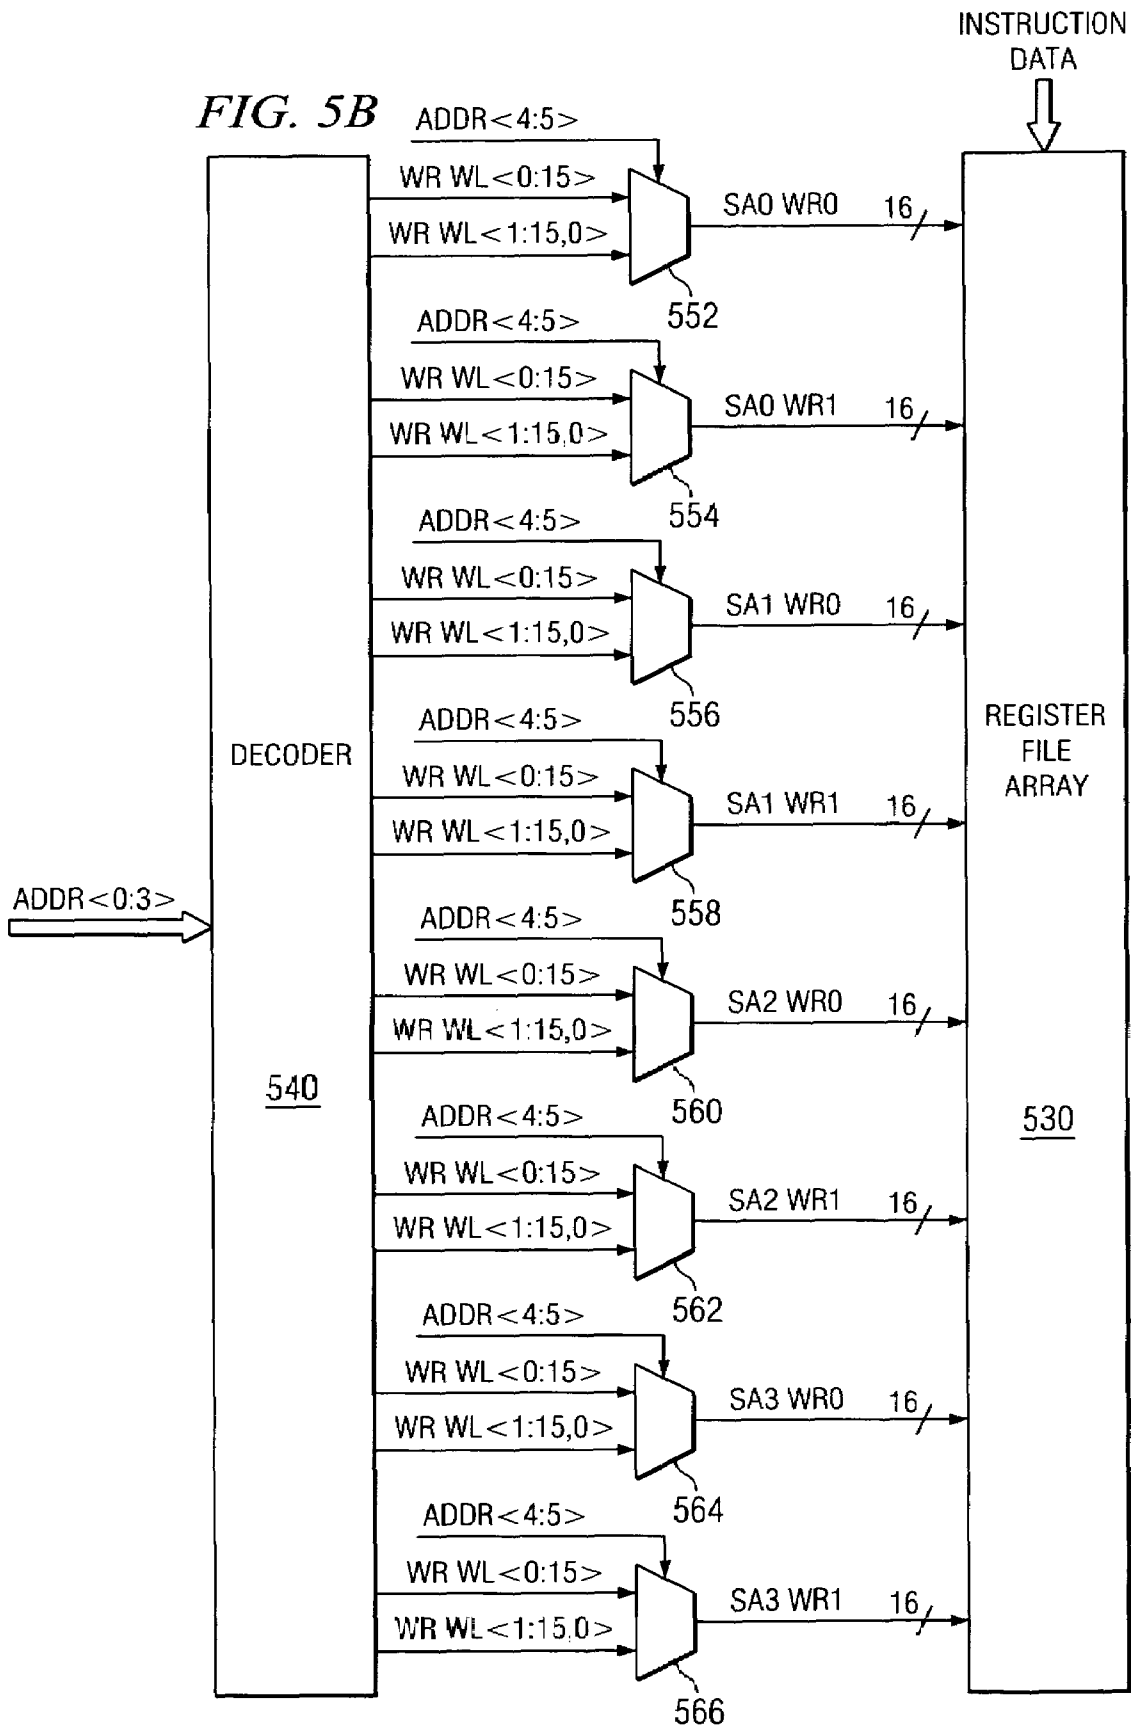 INSTRUCTION
DATA
FIG. 5B
ADDR<4:5>
WR WL<0:15>
WR WL<1:15,0>
SA0 WR0
16
552
ADDR<4:5>
WR WL<0:15>
WR WL<1:15,0>
SA0 WR1
16
554
ADDR<4:5>
WR WL<0:15>
WR WL<1:15,0>
SA1 WR0
16
556
ADDR<4:5>
WR WL<0:15>
WR WL<1:15,0>
SA1 WR1
16
558
DECODER
REGISTER
FILE
ARRAY
ADDR<0:3>
ADDR<4:5>
WR WL<0:15>
WR WL<1:15,0>
SA2 WR0
16
560
540
530
ADDR<4:5>
WR WL<0:15>
WR WL<1:15,0>
SA2 WR1
16
562
ADDR<4:5>
WR WL<0:15>
WR WL<1:15,0>
SA3 WR0
16
564
ADDR<4:5>
WR WL<0:15>
WR WL<1:15,0>
SA3 WR1
16
566